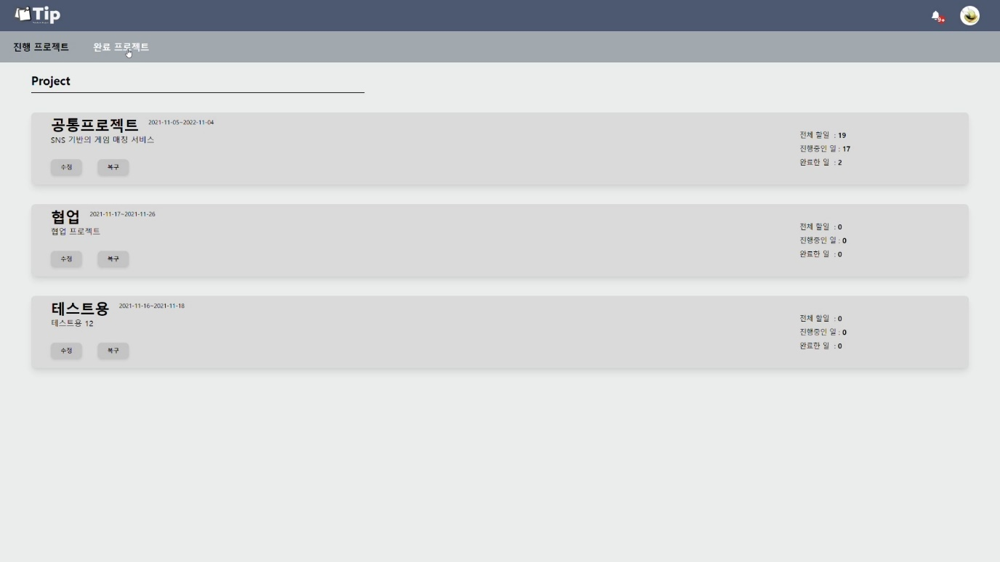 Tip
9+
진행 프로젝트 완료 프로젝트
Project
공통프로젝트 2021-11-05~2022-11-04
SNS 기반의 게임 매칭 서비스
수정 복구
전체 할일 : 19
진행중인 일 : 17
완료한 일 : 2
협업 2021-11-17~2021-11-26
협업 프로젝트
수정 복구
전체 할일 : 0
진행중인 일 : 0
완료한 일 : 0
테스트용 2021-11-16~2021-11-18
테스트용 12
수정 복구
전체 할일 : 0
진행중인 일 : 0
완료한 일 : 0